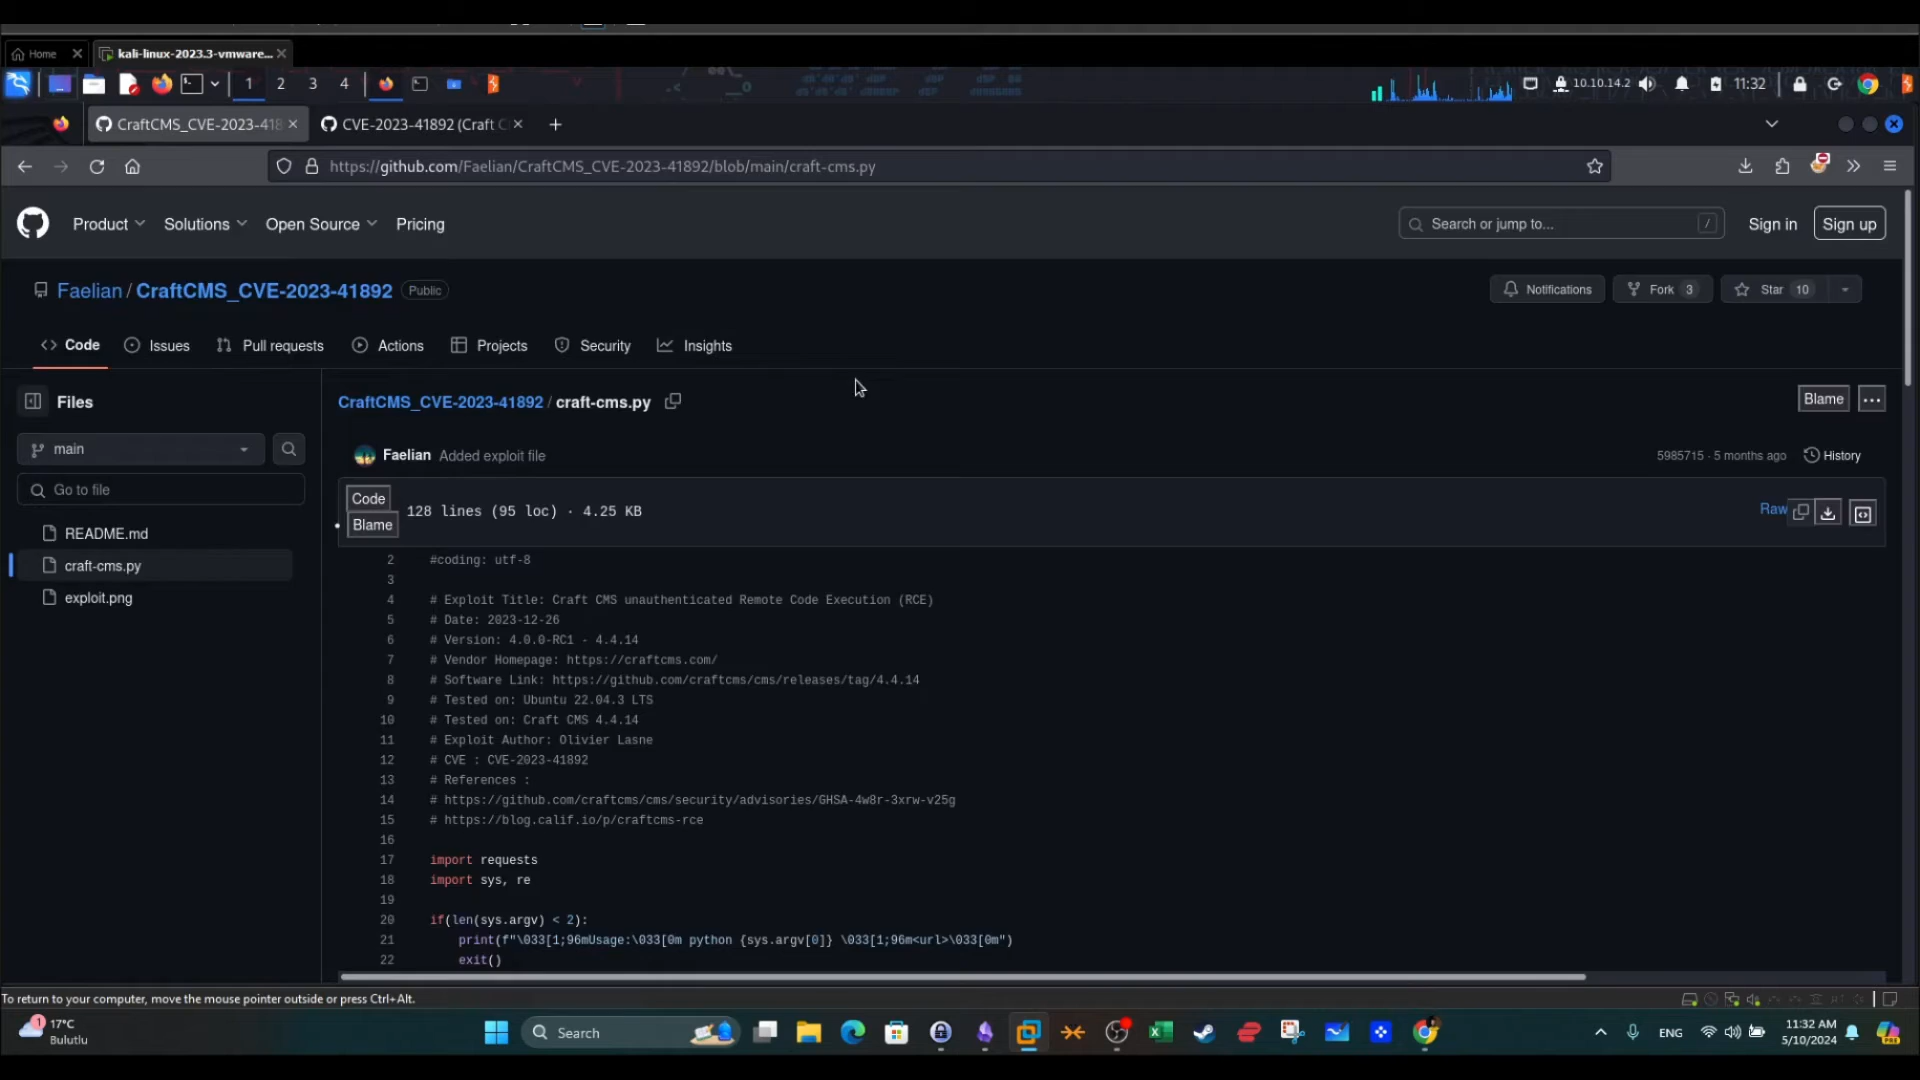 Home
kali-linux-2023.3-vmware...
1 2 3 4
10.10.14.2
11:32
CraftCMS_CVE-2023-418
CVE-2023-41892 (Craft C
https://github.com/Faelian/CraftCMS_CVE-2023-41892/blob/main/craft-cms.py
Product Solutions Open Source Pricing
Search or jump to... /
Sign in Sign up
Faelian / CraftCMS_CVE-2023-41892 Public
Notifications Fork 3 Star 10
Code Issues Pull requests Actions Projects Security Insights
Files
main
Go to file
README.md
craft-cms.py
exploit.png
CraftCMS_CVE-2023-41892 / craft-cms.py
Blame ...
Faelian Added exploit file
5985715 · 5 months ago History
Code
Blame
128 lines (95 loc) · 4.25 KB
Raw
2 #coding: utf-8
3
4 # Exploit Title: Craft CMS unauthenticated Remote Code Execution (RCE)
5 # Date: 2023-12-26
6 # Version: 4.0.0-RC1 - 4.4.14
7 # Vendor Homepage: https://craftcms.com/
8 # Software Link: https://github.com/craftcms/cms/releases/tag/4.4.14
9 # Tested on: Ubuntu 22.04.3 LTS
10 # Tested on: Craft CMS 4.4.14
11 # Exploit Author: Olivier Lasne
12 # CVE : CVE-2023-41892
13 # References :
14 # https://github.com/craftcms/cms/security/advisories/GHSA-4w8r-3xrw-v25g
15 # https://blog.calif.io/p/craftcms-rce
16
17 import requests
18 import sys, re
19
20 if(len(sys.argv) < 2):
21 print(f"\033[1;96mUsage:\033[0m python {sys.argv[0]} \033[1;96m<url>\033[0m")
22 exit()
To return to your computer, move the mouse pointer outside or press Ctrl+Alt.
1
17°C
Bulutlu
Search
ENG
11:32 AM
5/10/2024